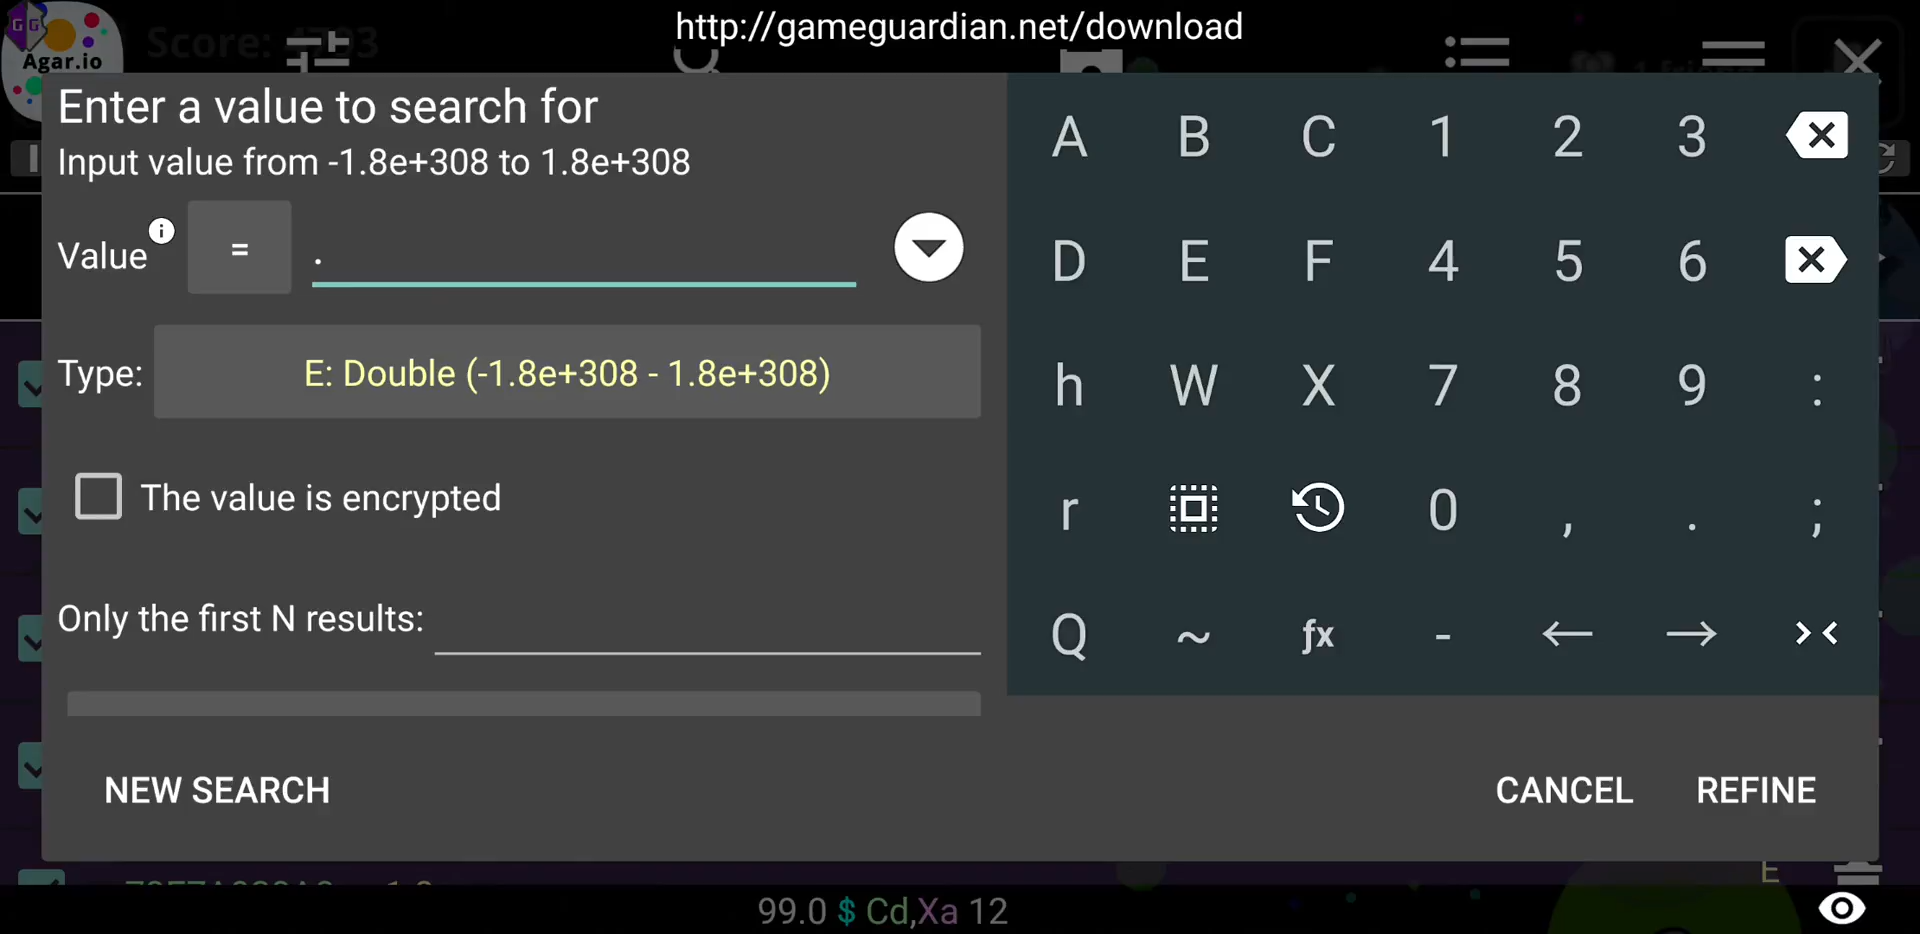 http://gameguardian.net/download
GG
Agar.io
Score:
Enter a value to search for
Input value from -1.8e+308 to 1.8e+308
Value i = .
Type: E: Double (-1.8e+308 - 1.8e+308)
The value is encrypted
Only the first N results:
A B C 1 2 3
D E F 4 5 6
h W X 7 8 9 :
r 0 , . ;
Q ~ ƒx - ← → > <
NEW SEARCH
CANCEL REFINE
E
99.0 $ Cd,Xa 12